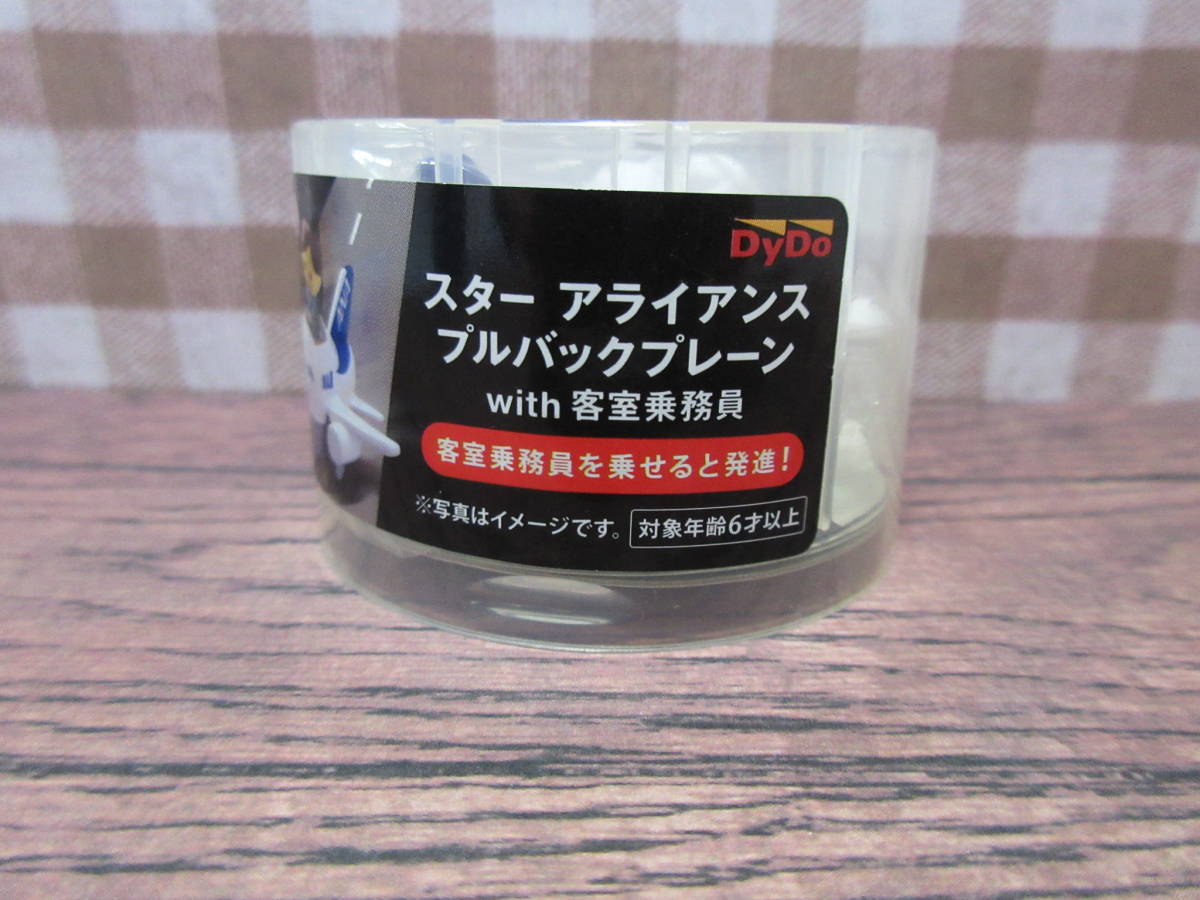 DyDo
スター アライアンス
プルバックプレーン
with 客室乗務員
客室乗務員を乗せると発進!
※写真はイメージです。 対象年齢6才以上